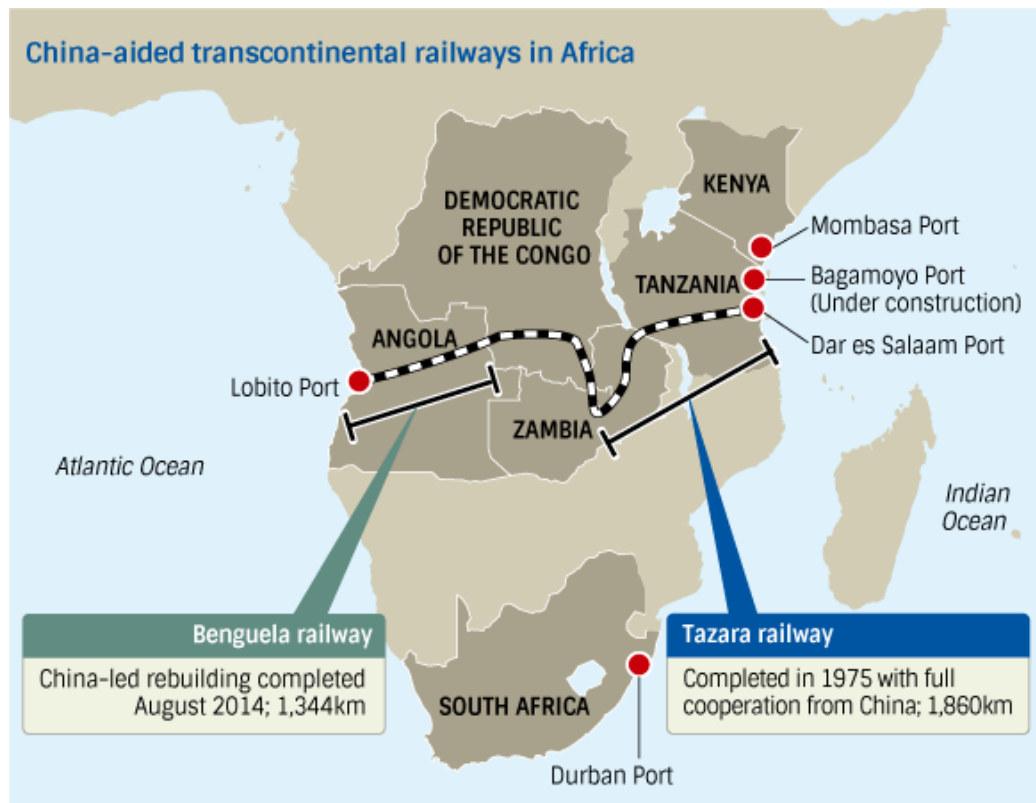 China-aided transcontinental railways in Africa
KENYA
DEMOCRATIC
REPUBLIC
OF THE CONGO
Mombasa Port
TANZANIA
Bagamoyo Port
(Under construction)
ANGOLA
Dar es Salaam Port
Lobito Port
ZAMBIA
Atlantic Ocean
Indian
Ocean
Benguela railway
China-led rebuilding completed
August 2014; 1,344km
Tazara railway
Completed in 1975 with full
cooperation from China; 1,860km
SOUTH AFRICA
Durban Port